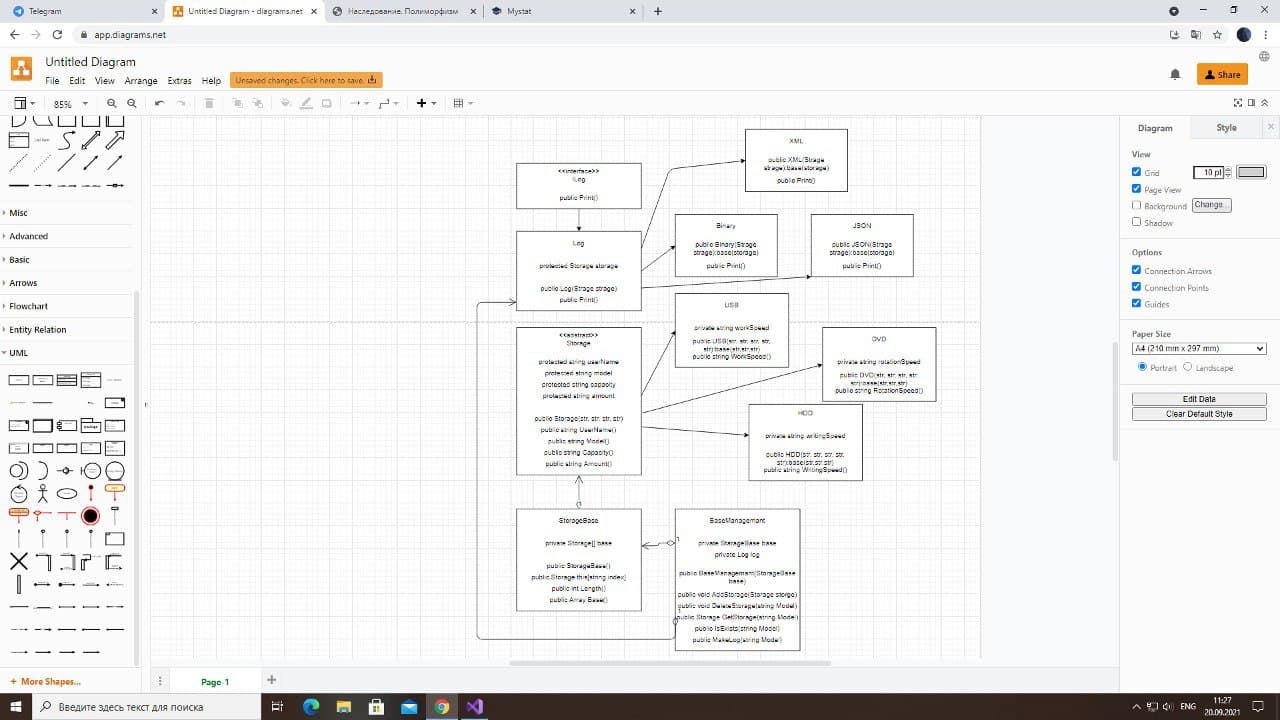 Telegram
Untitled Diagram - diagrams.net
Наследование. Полиморфизм
Mystat
app.diagrams.net
Untitled Diagram
File Edit View Arrange Extras Help
Unsaved changes. Click here to save.
Share
85%
Misc
Advanced
Basic
Arrows
Flowchart
Entity Relation
UML
+ More Shapes...
<<interface>>
ILog
public Print()
Log
protected Storage storage
public Log(Strage strage)
public Print()
XML
public XML(Strage
strage):base(storage)
public Print()
Binary
public Binary(Strage
strage):base(storage)
public Print()
JSON
public JSON(Strage
strage):base(storage)
public Print()
<<abstract>>
Storage
protected string userName
protected string model
protected string capacity
protected string amount
public Storage(str, str, str, str)
public string UserName()
public string Model()
public string Capacity()
public string Amount()
USB
private string workSpeed
public USB(str, str, str, str,
str):base(str,str,str)
public string WorkSpeed()
DVD
private string rotationSpeed
public DVD(str, str, str, str,
str):base(str,str,str)
public string RotationSpeed()
HDD
private string writingSpeed
public HDD(str, str, str, str,
str):base(str,str,str)
public string WritingSpeed()
StorageBase
private Storage[] base
public StorageBase()
public Storage this[string index]
public int Length()
public Array Base()
BaseManagemant
private StorageBase base
private Log log
public BaseManagement(StorageBase
base)
public void AddStorage(Storage storge)
public void DeleteStorage(string Model)
public Storage GetStorage(string Model)
public IsExists(string Model)
public MakeLog(string Model)
1
1
Page-1
Diagram
Style
View
Grid
10 pt
Page View
Background
Change...
Shadow
Options
Connection Arrows
Connection Points
Guides
Paper Size
A4 (210 mm x 297 mm)
Portrait
Landscape
Edit Data
Clear Default Style
Введите здесь текст для поиска
ENG
11:27
20.09.2021